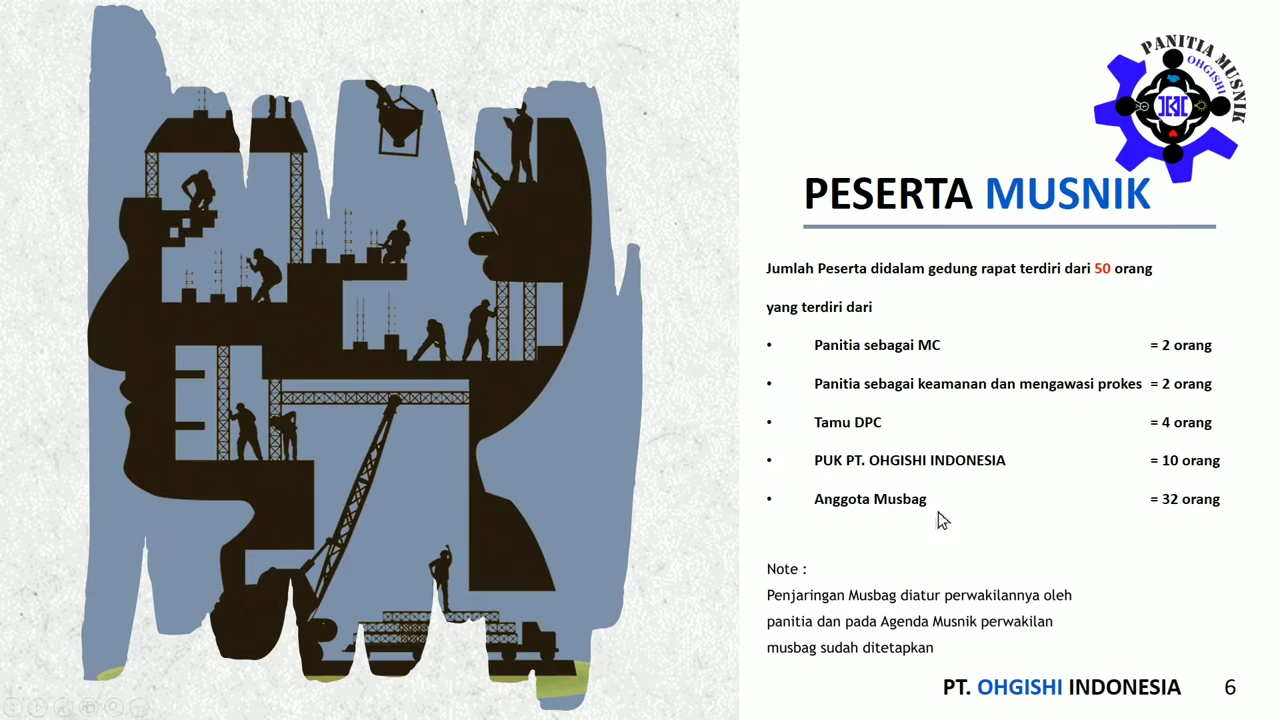 PANITIA MUSNIK
OHGISHI
PESERTA MUSNIK
Jumlah Peserta didalam gedung rapat terdiri dari 50 orang
yang terdiri dari
• Panitia sebagai MC = 2 orang
• Panitia sebagai keamanan dan mengawasi prokes = 2 orang
• Tamu DPC = 4 orang
• PUK PT. OHGISHI INDONESIA = 10 orang
• Anggota Musbag = 32 orang
Note :
Penjaringan Musbag diatur perwakilannya oleh
panitia dan pada Agenda Musnik perwakilan
musbag sudah ditetapkan
PT. OHGISHI INDONESIA 6